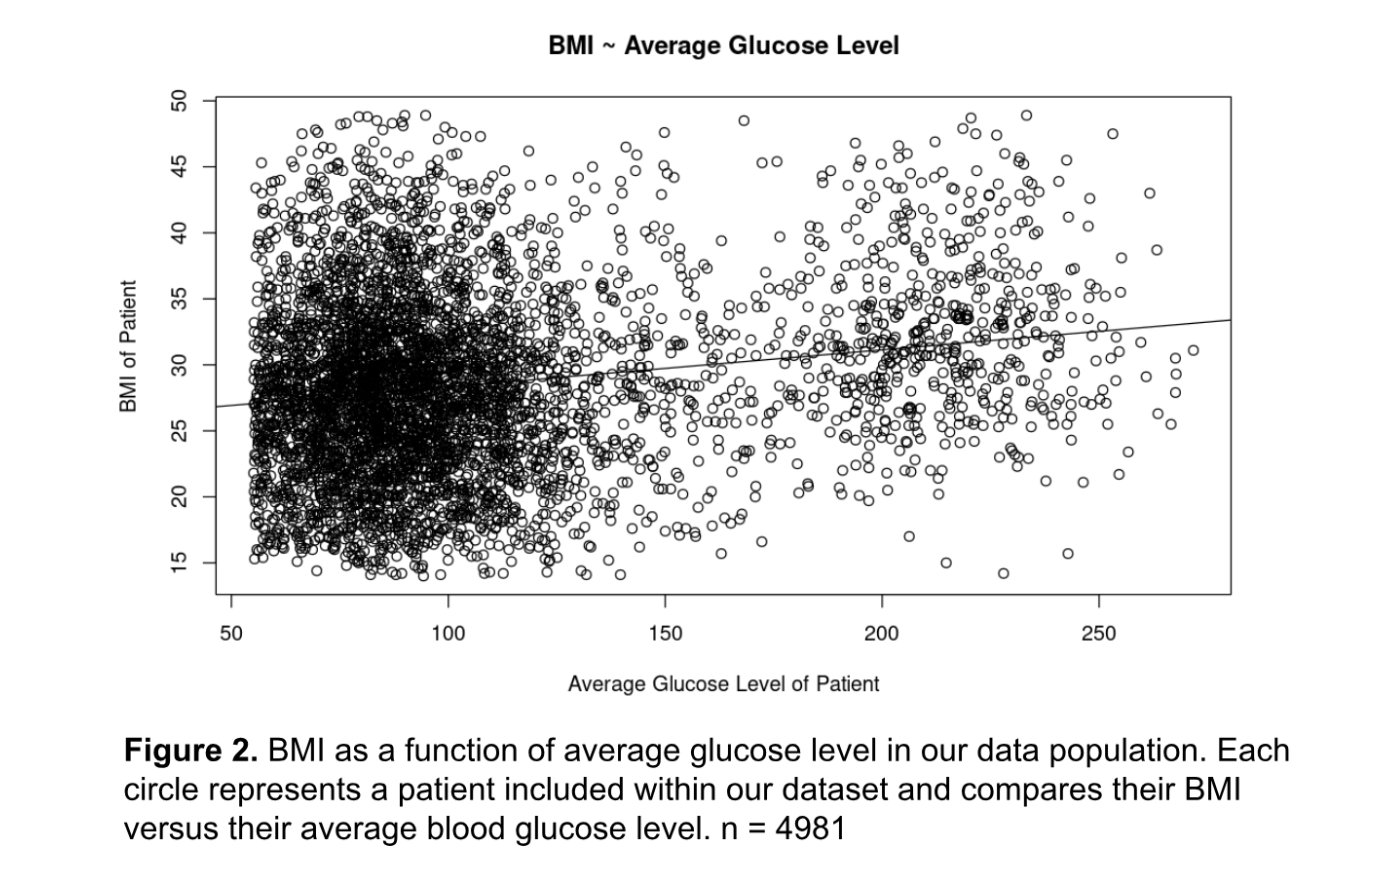 BMI ~ Average Glucose Level
50
45
40
35
30
25
20
15
BMI of Patient
50 100 150 200 250
Average Glucose Level of Patient
Figure 2. BMI as a function of average glucose level in our data population. Each
circle represents a patient included within our dataset and compares their BMI
versus their average blood glucose level. n = 4981